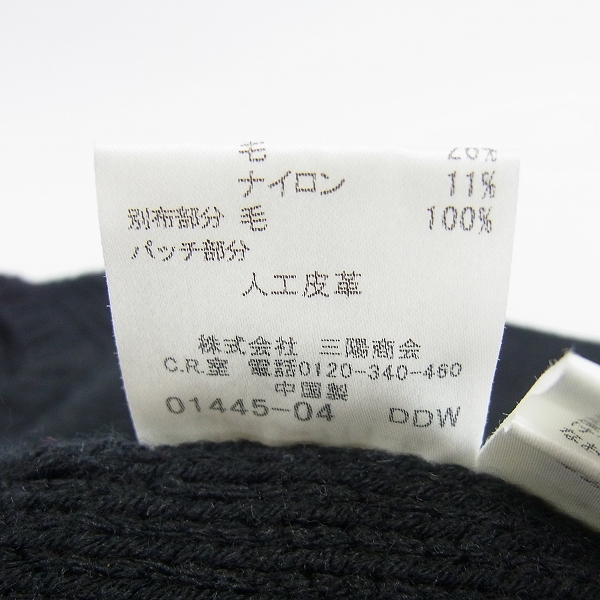 毛 26%
ナイロン 11%
別布部分 毛 100%
パッチ部分
人工皮革
株式会社 三陽商会
C.R.室 電話0120-340-460
中国製
01445-04 DDW